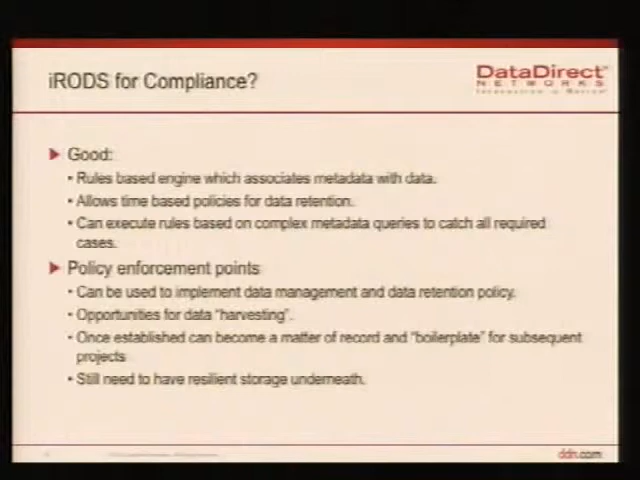 iRODS for Compliance?
DataDirect
NETWORKS
Good:
Rules based engine which associates metadata with data.
Allows time based policies for data retention.
Can execute rules based on complex metadata queries to catch all required
cases.
Policy enforcement points
Can be used to implement data management and data retention policy.
Opportunities for data "harvesting".
Once established can become a matter of record and "boilerplate" for subsequent
projects
Still need to have resilient storage underneath.
ddn.com